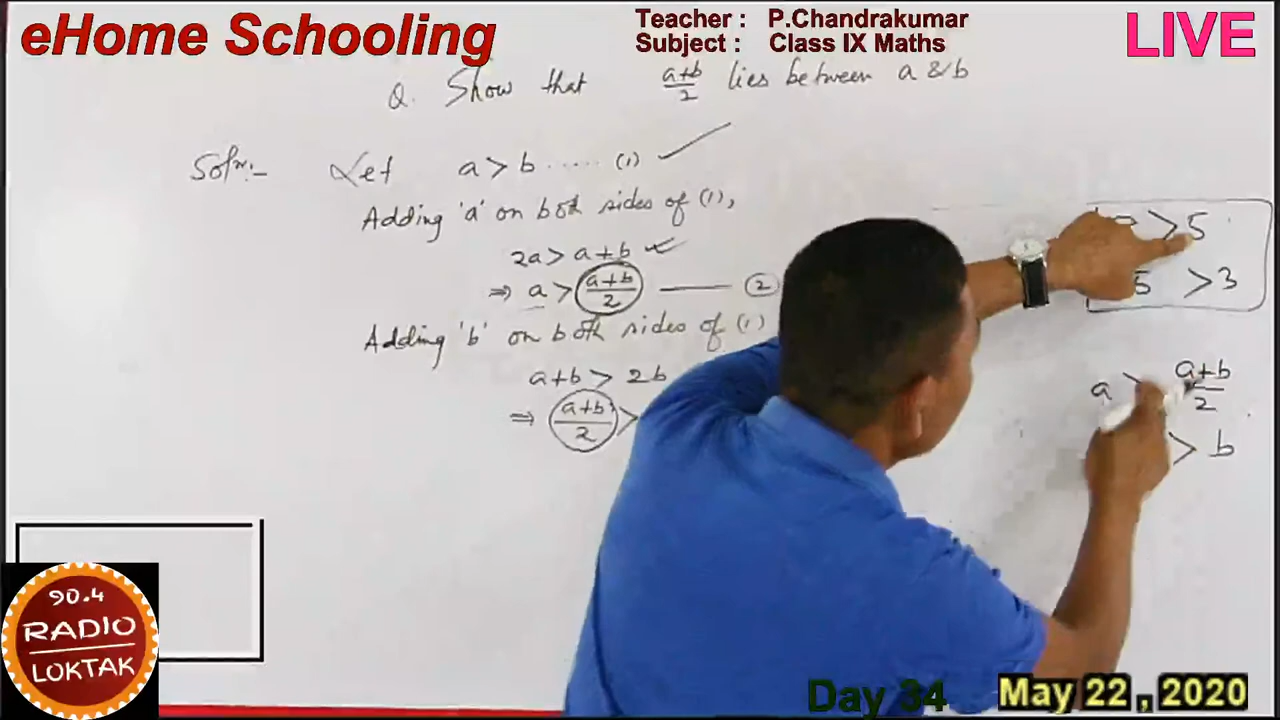 eHome Schooling
Teacher : P.Chandrakumar
Subject : Class IX Maths
LIVE
Q. Show that a+b/2 lies between a & b
Soln:- Let a > b ..... (1)
Adding 'a' on both sides of (1),
2a > a+b
⇒ a > a+b/2 —— 2
Adding 'b' on both sides of (1)
a+b > 2b
⇒ a+b/2 >
> 5
5 > 3
a > a+b/2
> b
90.4
RADIO
LOKTAK
Day 34
May 22 , 2020